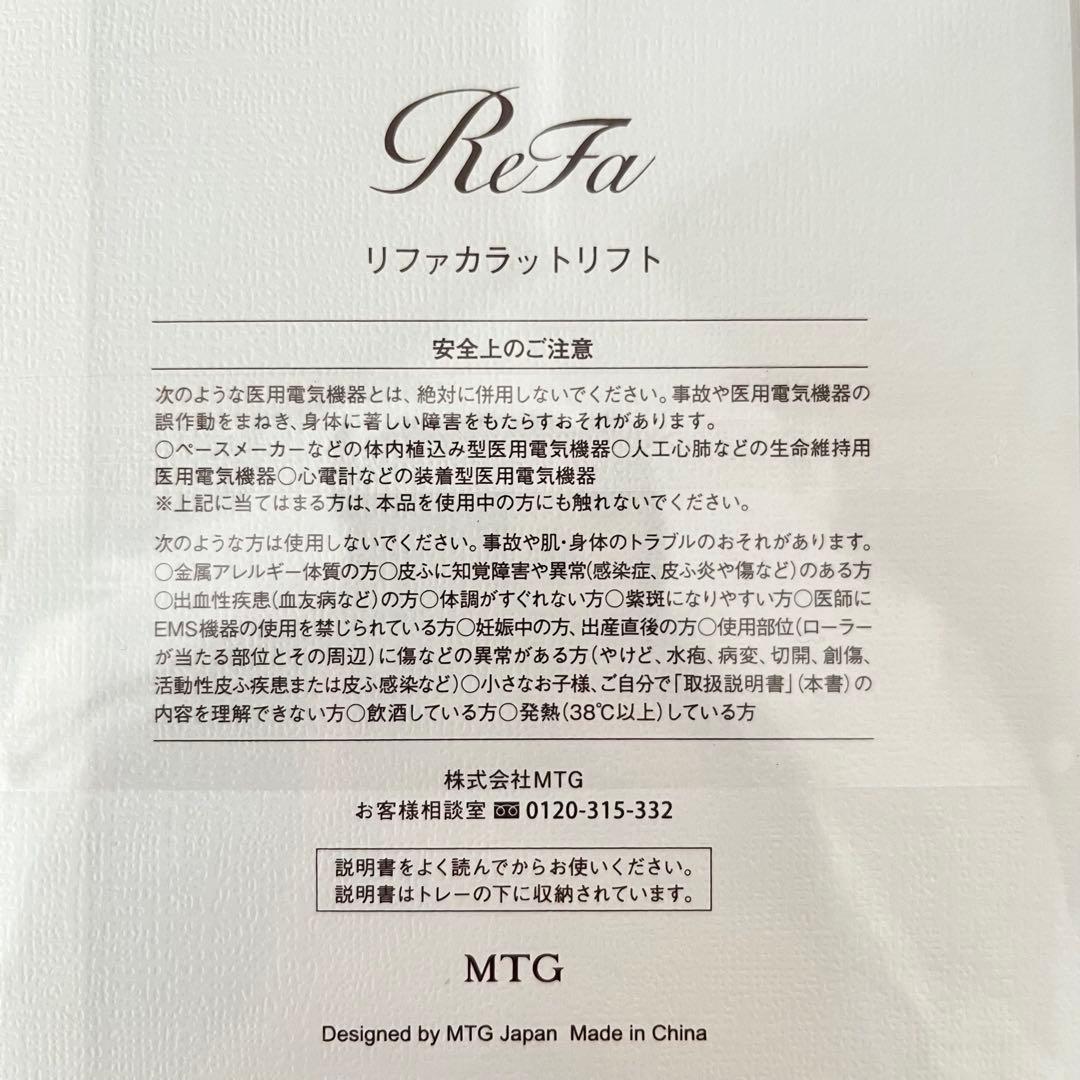 ReFa
リファカラットリフト
安全上のご注意
次のような医用電気機器とは、絶対に併用しないでください。事故や医用電気機器の
誤作動をまねき、身体に著しい障害をもたらすおそれがあります。
○ペースメーカーなどの体内植込み型医用電気機器○人工心肺などの生命維持用
医用電気機器○心電計などの装着型医用電気機器
※上記に当てはまる方は、本品を使用中の方にも触れないでください。
次のような方は使用しないでください。事故や肌・身体のトラブルのおそれがあります。
○金属アレルギー体質の方○皮ふに知覚障害や異常(感染症、皮ふ炎や傷など)のある方
○出血性疾患(血友病など)の方○体調がすぐれない方○紫斑になりやすい方○医師に
EMS機器の使用を禁じられている方○妊娠中の方、出産直後の方○使用部位(ローラー
が当たる部位とその周辺)に傷などの異常がある方(やけど、水疱、病変、切開、創傷、
活動性皮ふ疾患または皮ふ感染など)○小さなお子様、ご自分で「取扱説明書」(本書)の
内容を理解できない方○飲酒している方○発熱(38℃以上)している方
株式会社MTG
お客様相談室 0120-315-332
説明書をよく読んでからお使いください。
説明書はトレーの下に収納されています。
MTG
Designed by MTG Japan Made in China